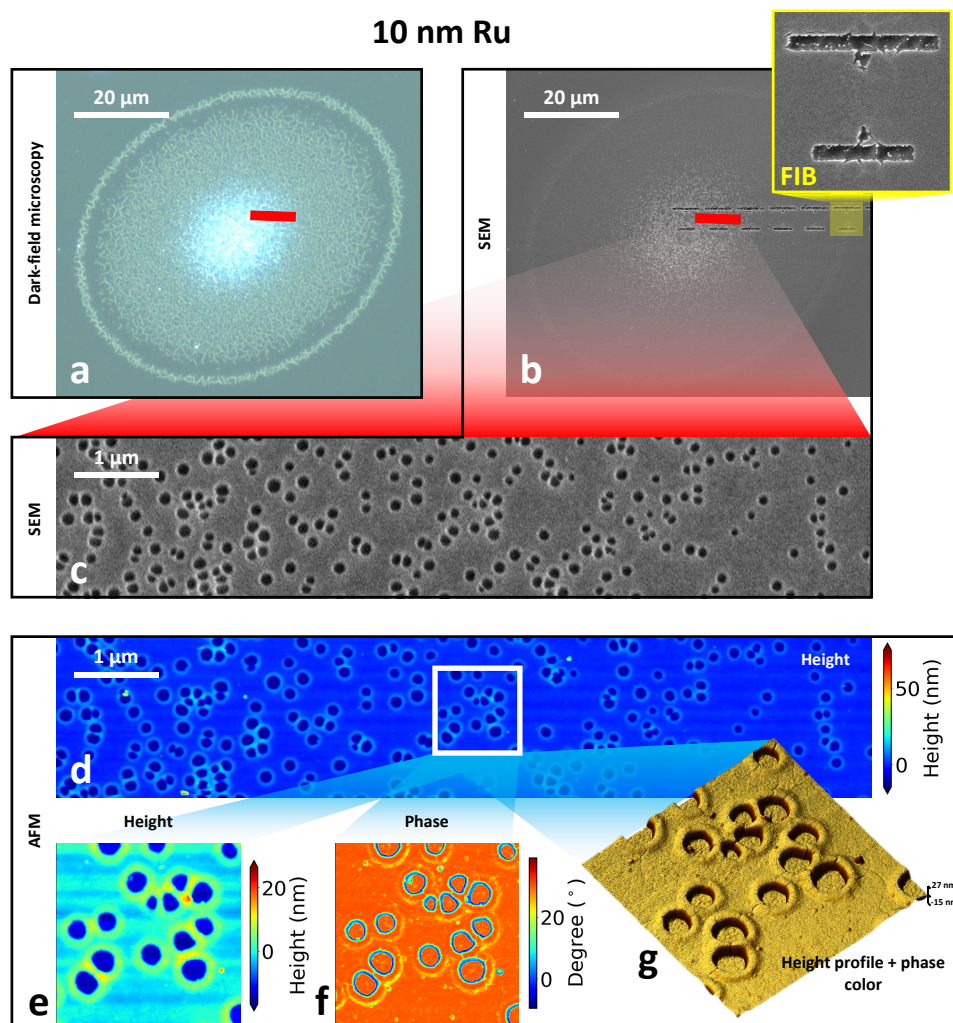 10 nm Ru
Dark-field microscopy
20 µm
a
SEM
20 µm
b
FIB
SEM
1 µm
c
AFM
1 µm
Height
d
50
0
Height (nm)
Height
e
20
0
Height (nm)
Phase
f
20
0
Degree (°)
27 nm
-15 nm
g
Height profile + phase
color